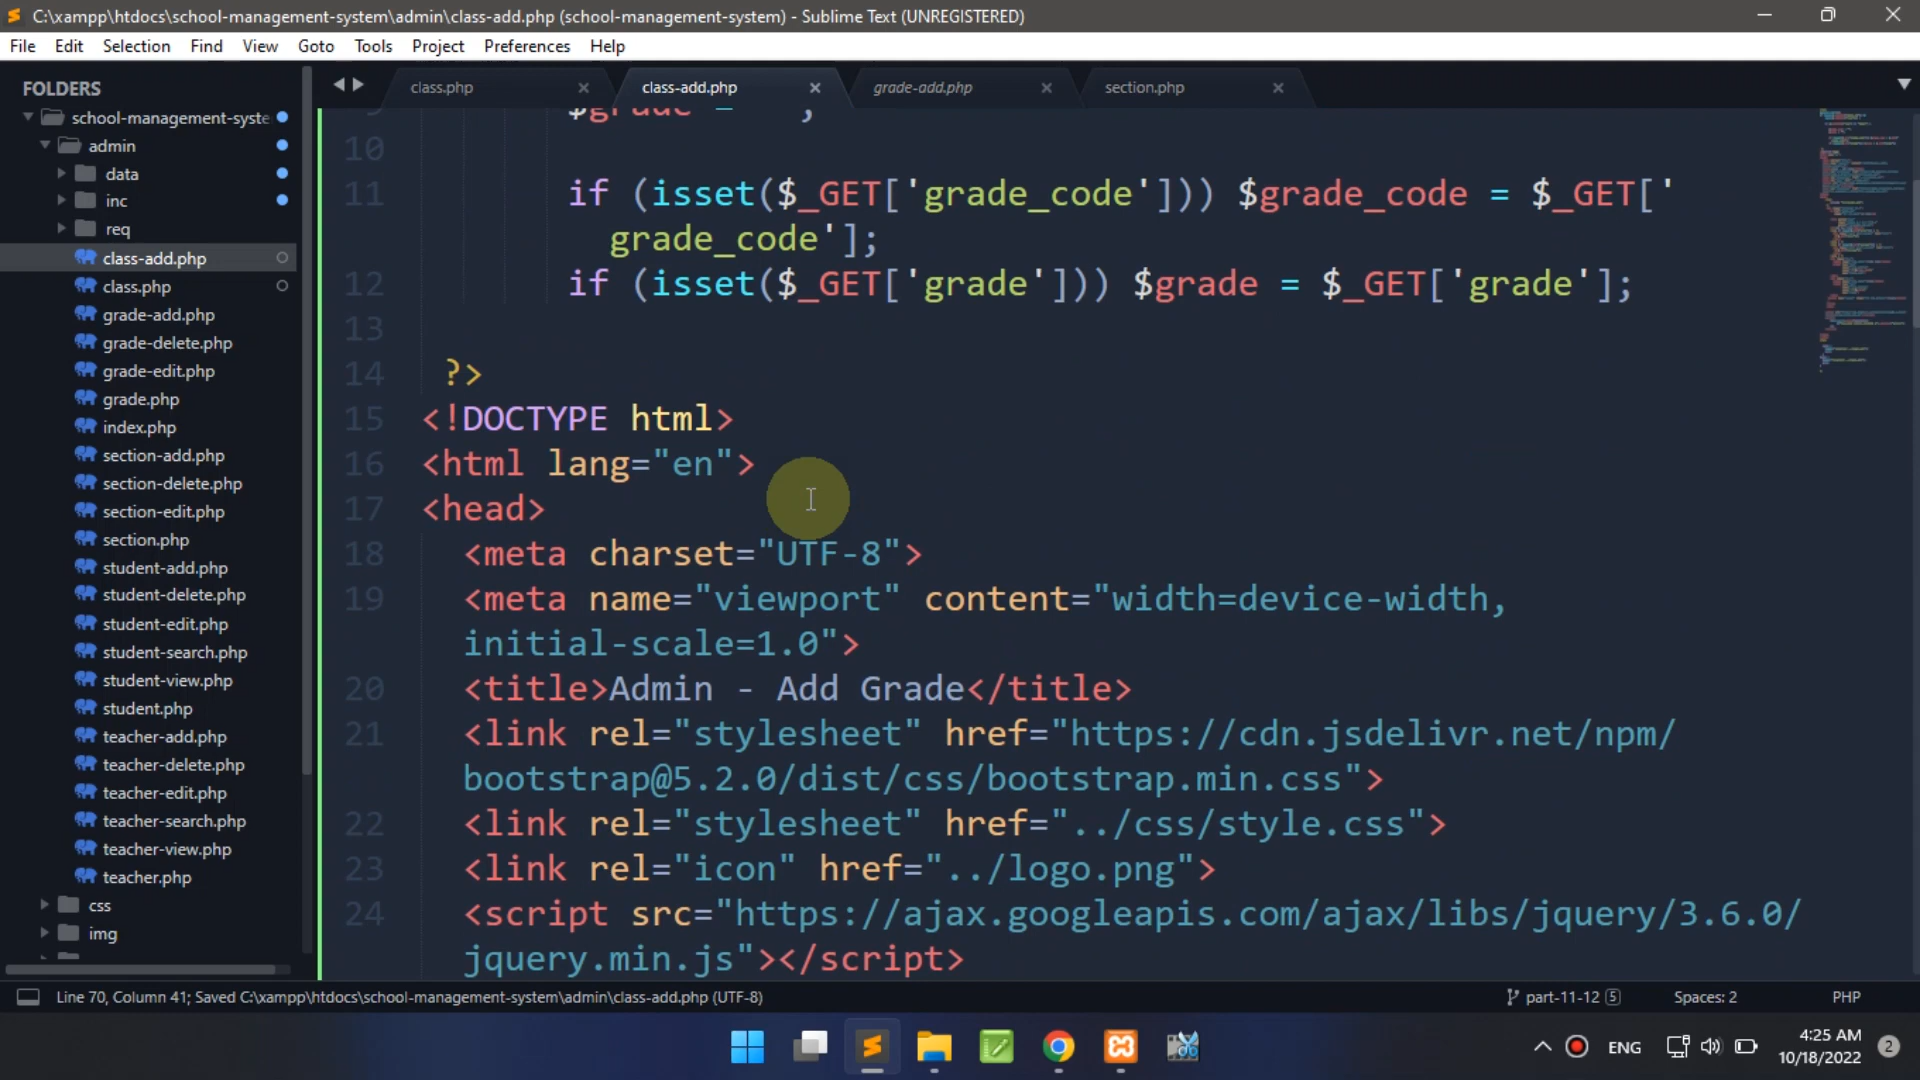 C:\xampp\htdocs\school-management-system\admin\class-add.php (school-management-system) - Sublime Text (UNREGISTERED)
File Edit Selection Find View Goto Tools Project Preferences Help
FOLDERS
school-management-syste
admin
data
inc
req
class-add.php
class.php
grade-add.php
grade-delete.php
grade-edit.php
grade.php
index.php
section-add.php
section-delete.php
section-edit.php
section.php
student-add.php
student-delete.php
student-edit.php
student-search.php
student-view.php
student.php
teacher-add.php
teacher-delete.php
teacher-edit.php
teacher-search.php
teacher-view.php
teacher.php
css
img
class.php class-add.php grade-add.php section.php
9 $grade = '';
10
11 if (isset($_GET['grade_code'])) $grade_code = $_GET['
grade_code'];
12 if (isset($_GET['grade'])) $grade = $_GET['grade'];
13
14 ?>
15 <!DOCTYPE html>
16 <html lang="en">
17 <head>
18 <meta charset="UTF-8">
19 <meta name="viewport" content="width=device-width,
initial-scale=1.0">
20 <title>Admin - Add Grade</title>
21 <link rel="stylesheet" href="https://cdn.jsdelivr.net/npm/
bootstrap@5.2.0/dist/css/bootstrap.min.css">
22 <link rel="stylesheet" href="../css/style.css">
23 <link rel="icon" href="../logo.png">
24 <script src="https://ajax.googleapis.com/ajax/libs/jquery/3.6.0/
jquery.min.js"></script>
Line 70, Column 41; Saved C:\xampp\htdocs\school-management-system\admin\class-add.php (UTF-8)
part-11-12 5 Spaces: 2 PHP
ENG
4:25 AM
10/18/2022
2